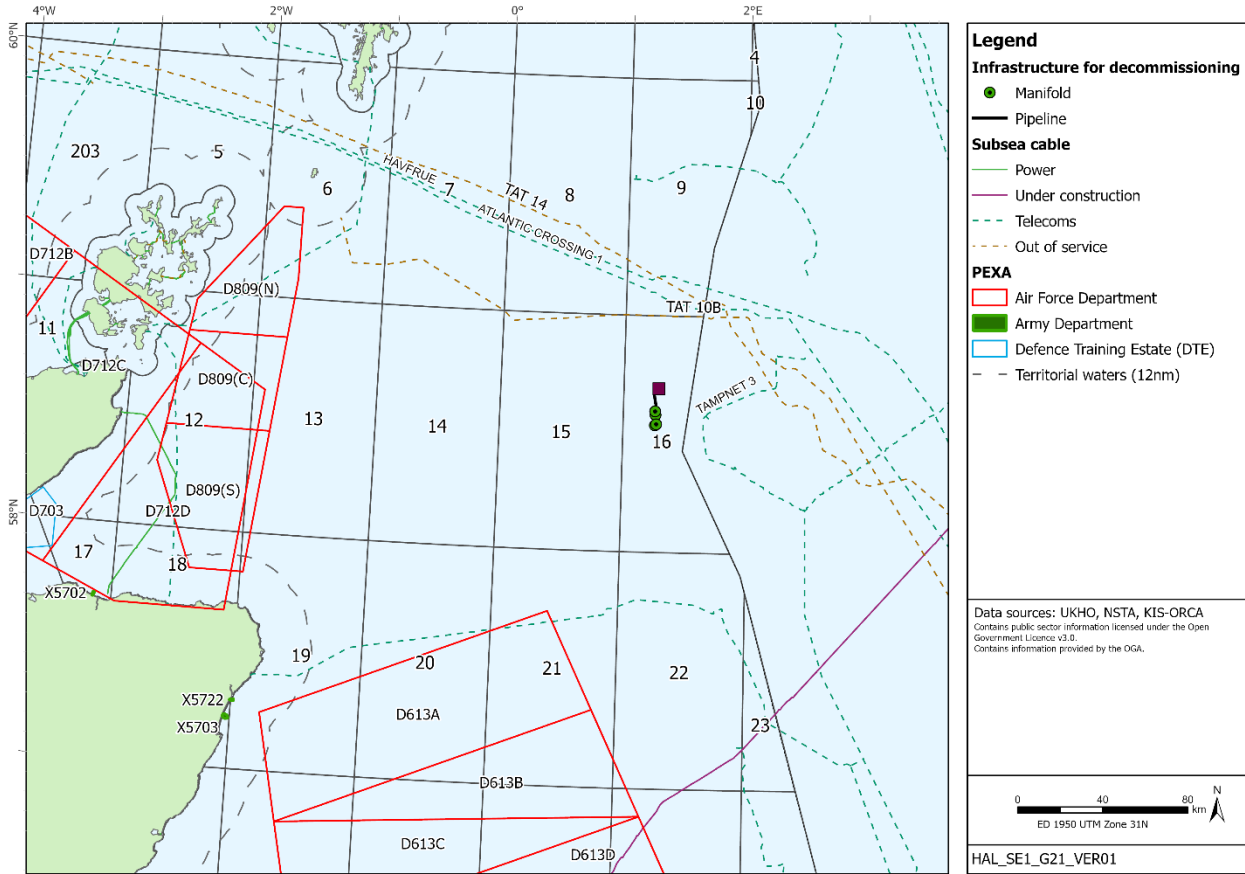 4°W
2°W
0°
2°E
60°N
58°N
4
10
203
5
6
7
8
9
HAVFRUE
TAT 14
ATLANTIC CROSSING 1
TAT 10B
D712B
D809(N)
11
D712C
D809(C)
12
13
14
15
16
TAMPNET 3
D809(S)
D703
D712D
17
18
X5702
19
20
21
22
X5722
X5703
D613A
23
D613B
D613C
D613D
Legend
Infrastructure for decommissioning
Manifold
Pipeline
Subsea cable
Power
Under construction
Telecoms
Out of service
PEXA
Air Force Department
Army Department
Defence Training Estate (DTE)
Territorial waters (12nm)
Data sources: UKHO, NSTA, KIS-ORCA
Contains public sector information licensed under the Open
Government Licence v3.0.
Contains information provided by the OGA.
N
0 40 80
km
ED 1950 UTM Zone 31N
HAL_SE1_G21_VER01